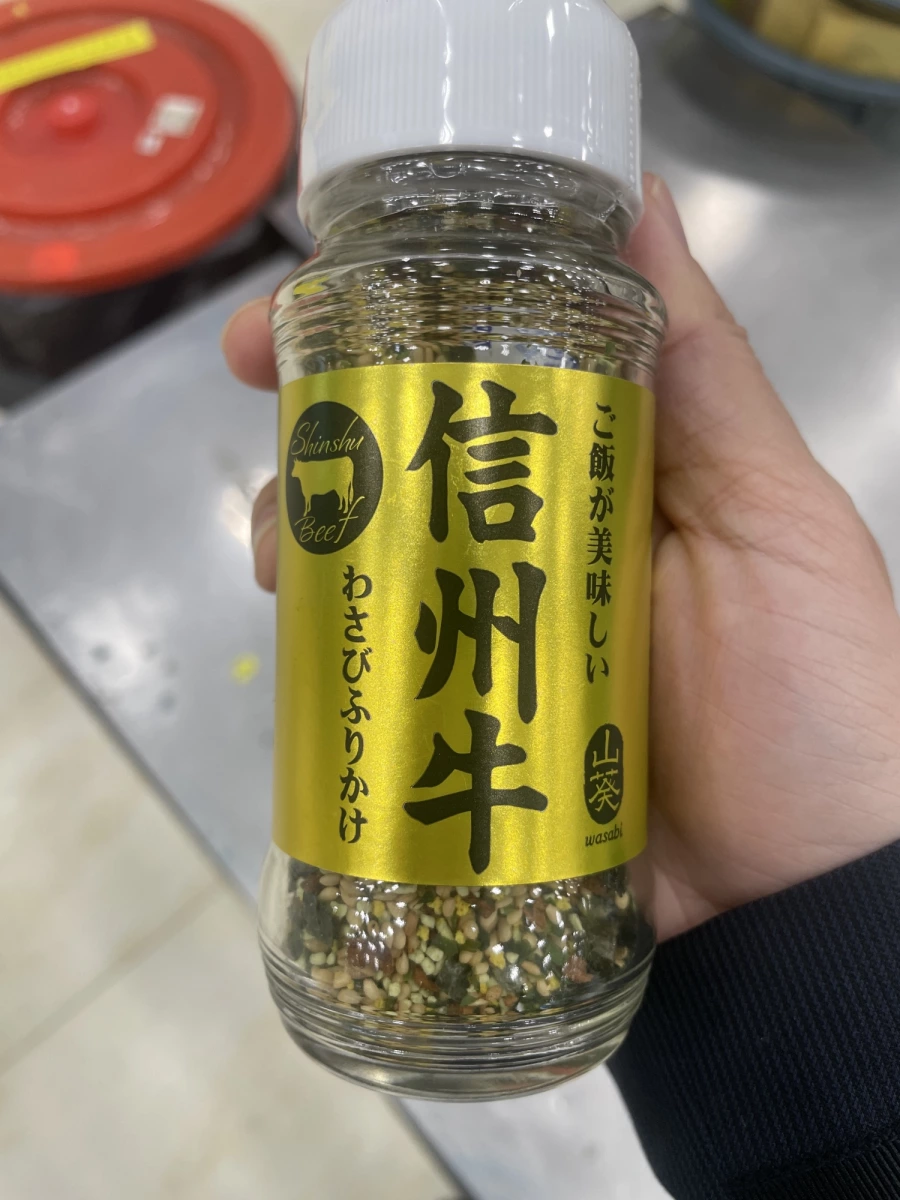 ご飯が美味しい
山葵
wasabi
信州牛
Shinshu
Beef
わさびふりかけ